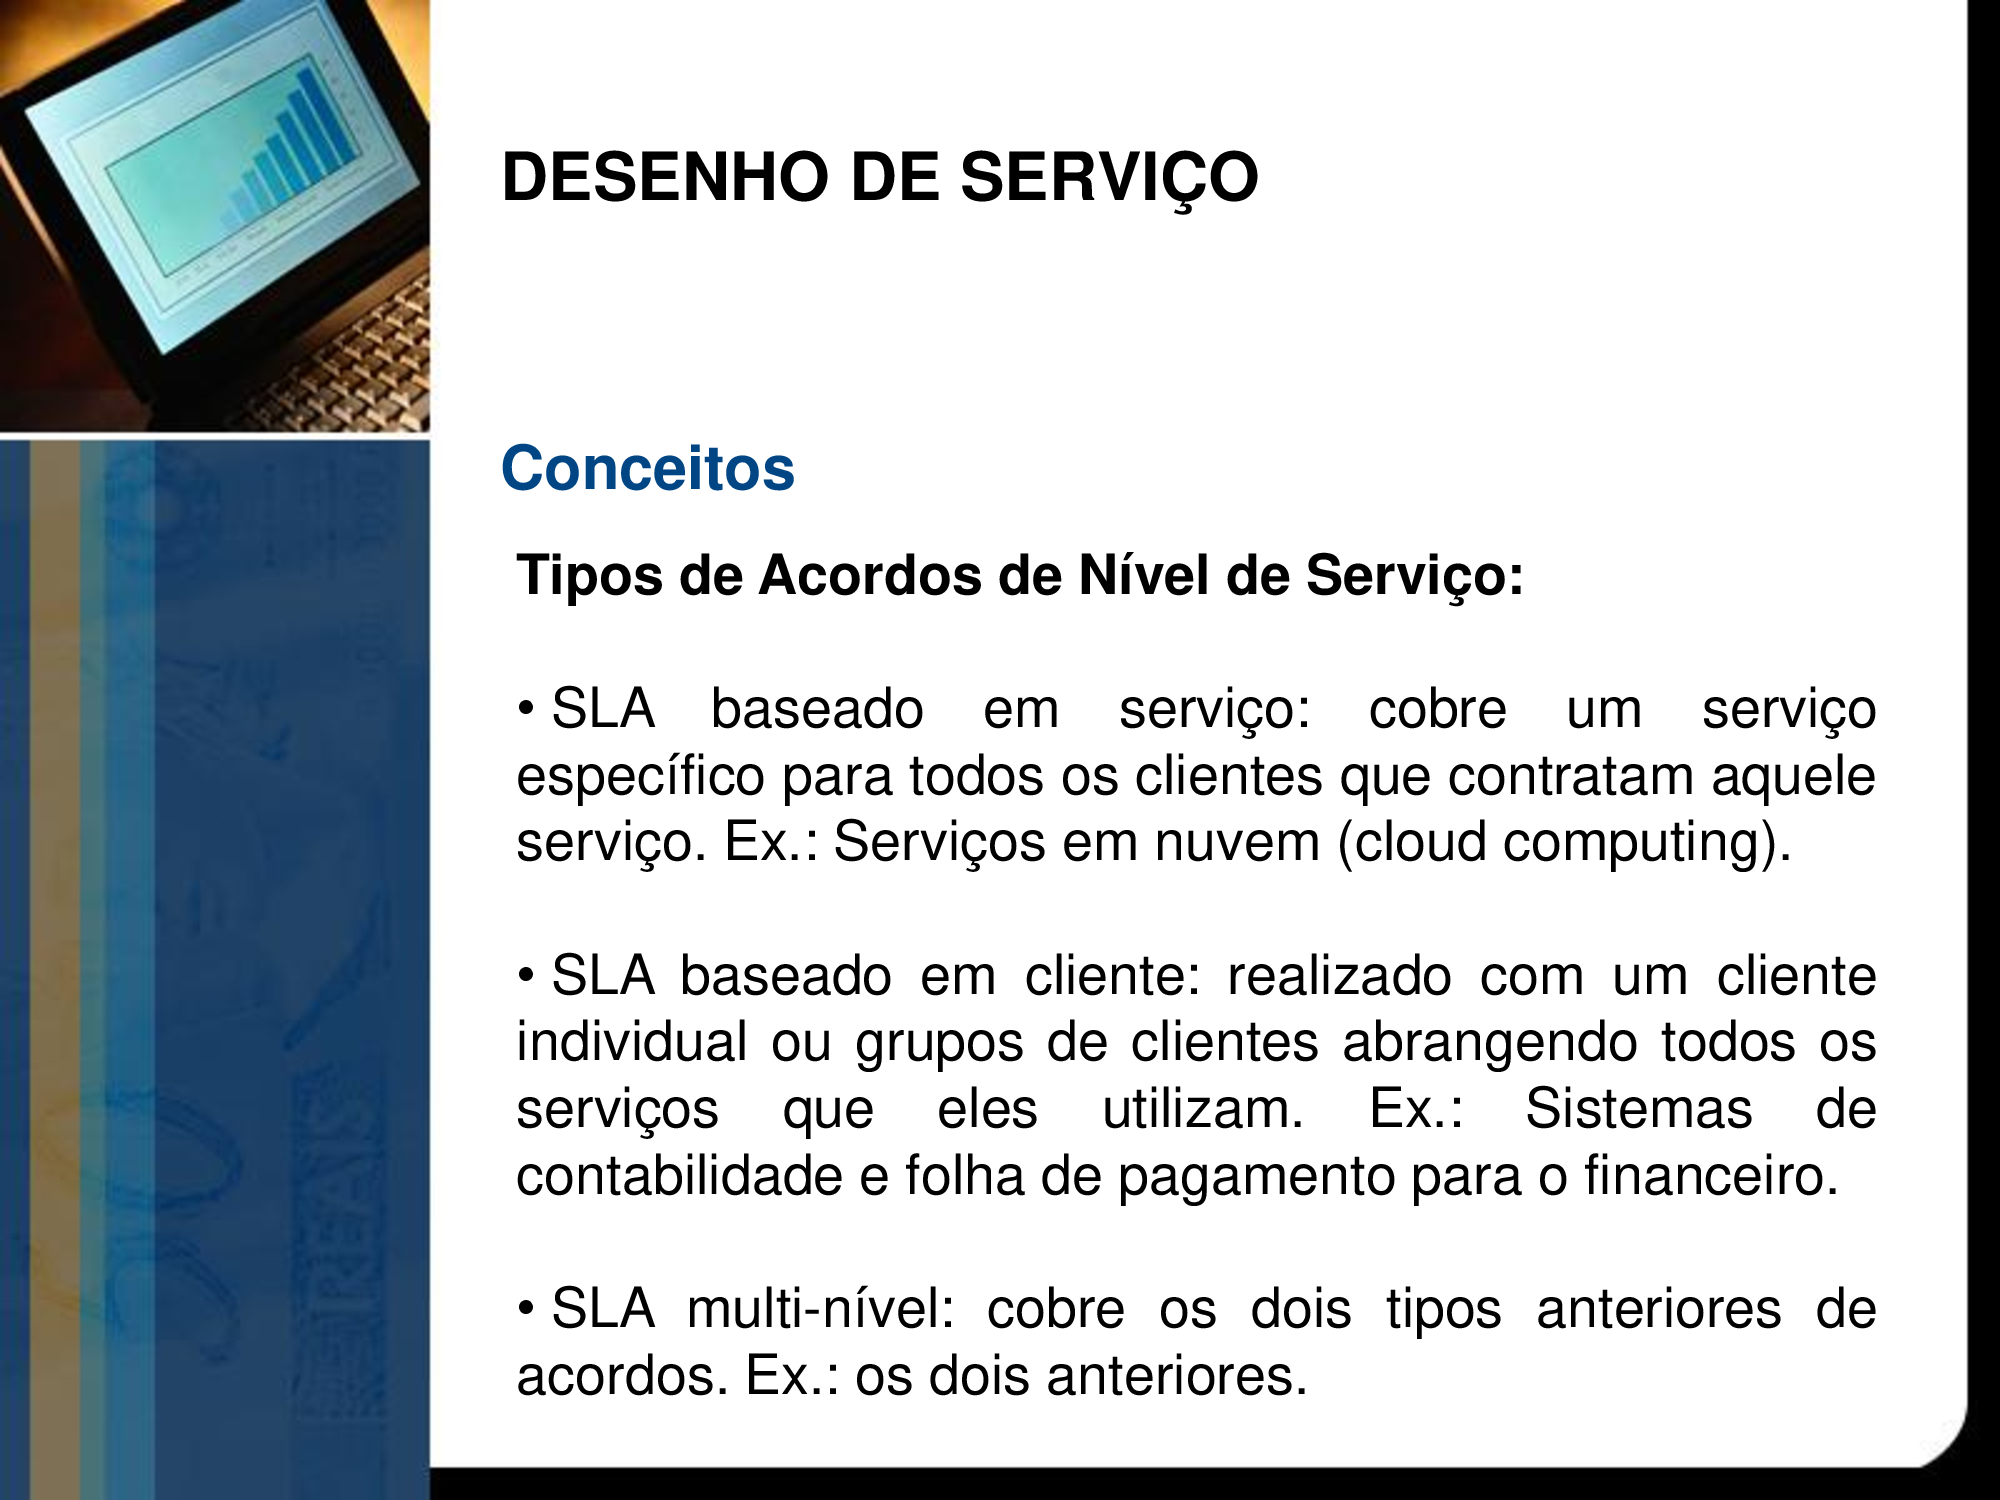 DESENHO DE SERVIÇO
Conceitos
Tipos de Acordos de Nível de Serviço:
• SLA baseado em serviço: cobre um serviço
específico para todos os clientes que contratam aquele
serviço. Ex.: Serviços em nuvem (cloud computing).
• SLA baseado em cliente: realizado com um cliente
individual ou grupos de clientes abrangendo todos os
serviços que eles utilizam. Ex.: Sistemas de
contabilidade e folha de pagamento para o financeiro.
• SLA multi-nível: cobre os dois tipos anteriores de
acordos. Ex.: os dois anteriores.
REAIS